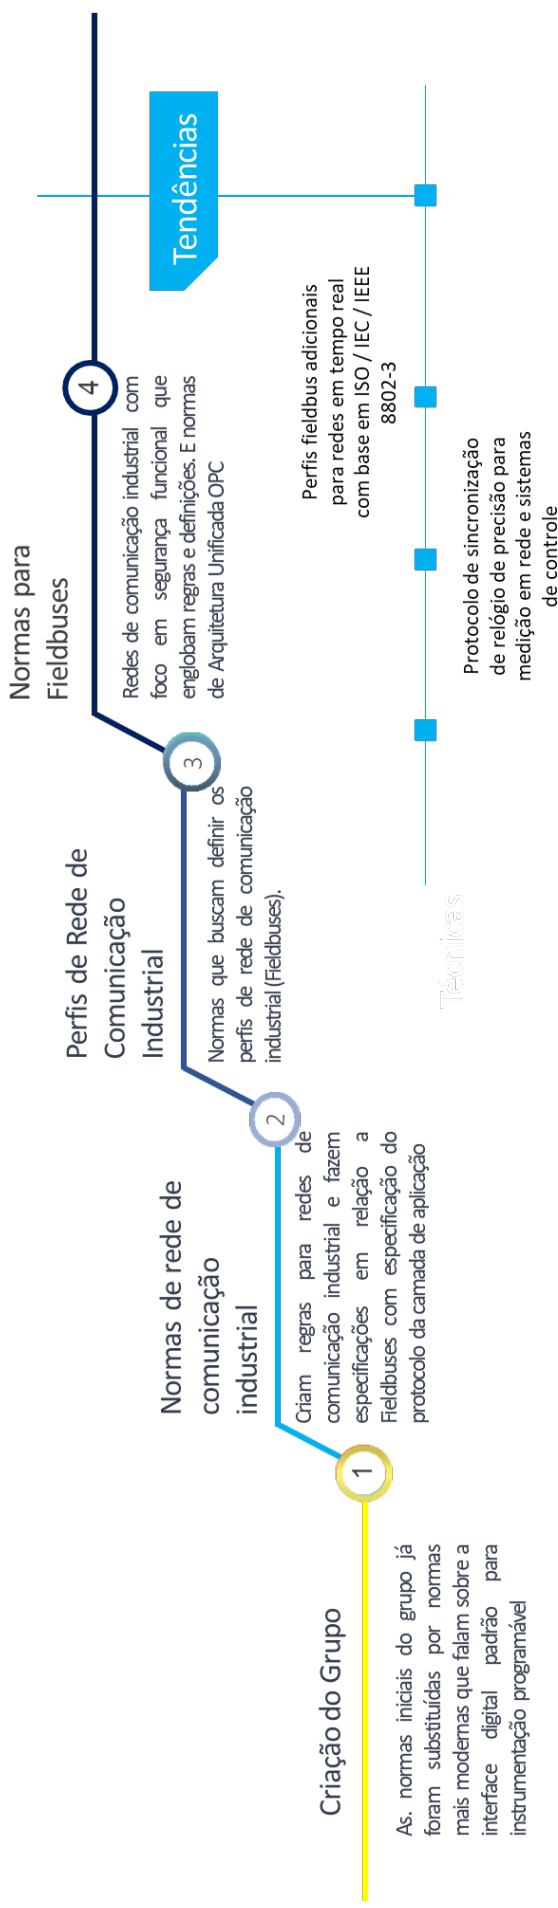 Criação do Grupo
As. normas iniciais do grupo já
foram substituídas por normas
mais modernas que falam sobre a
interface digital padrão para
instrumentação programável
1
Normas de rede de
comunicação
industrial
Criam regras para redes de
comunicação industrial e fazem
especificações em relação a
Fieldbuses com especificação do
protocolo da camada de aplicação
2
Perfis de Rede de
Comunicação
Industrial
Normas que buscam definir os
perfis de rede de comunicação
industrial (Fieldbuses).
3
Normas para
Fieldbuses
Redes de comunicação industrial com
foco em segurança funcional que
englobam regras e definições. E normas
de Arquitetura Unificada OPC
4
Tendências
Técnicas
Protocolo de sincronização
de relógio de precisão para
medição em rede e sistemas
de controle
Perfis fieldbus adicionais
para redes em tempo real
com base em ISO / IEC / IEEE
8802-3